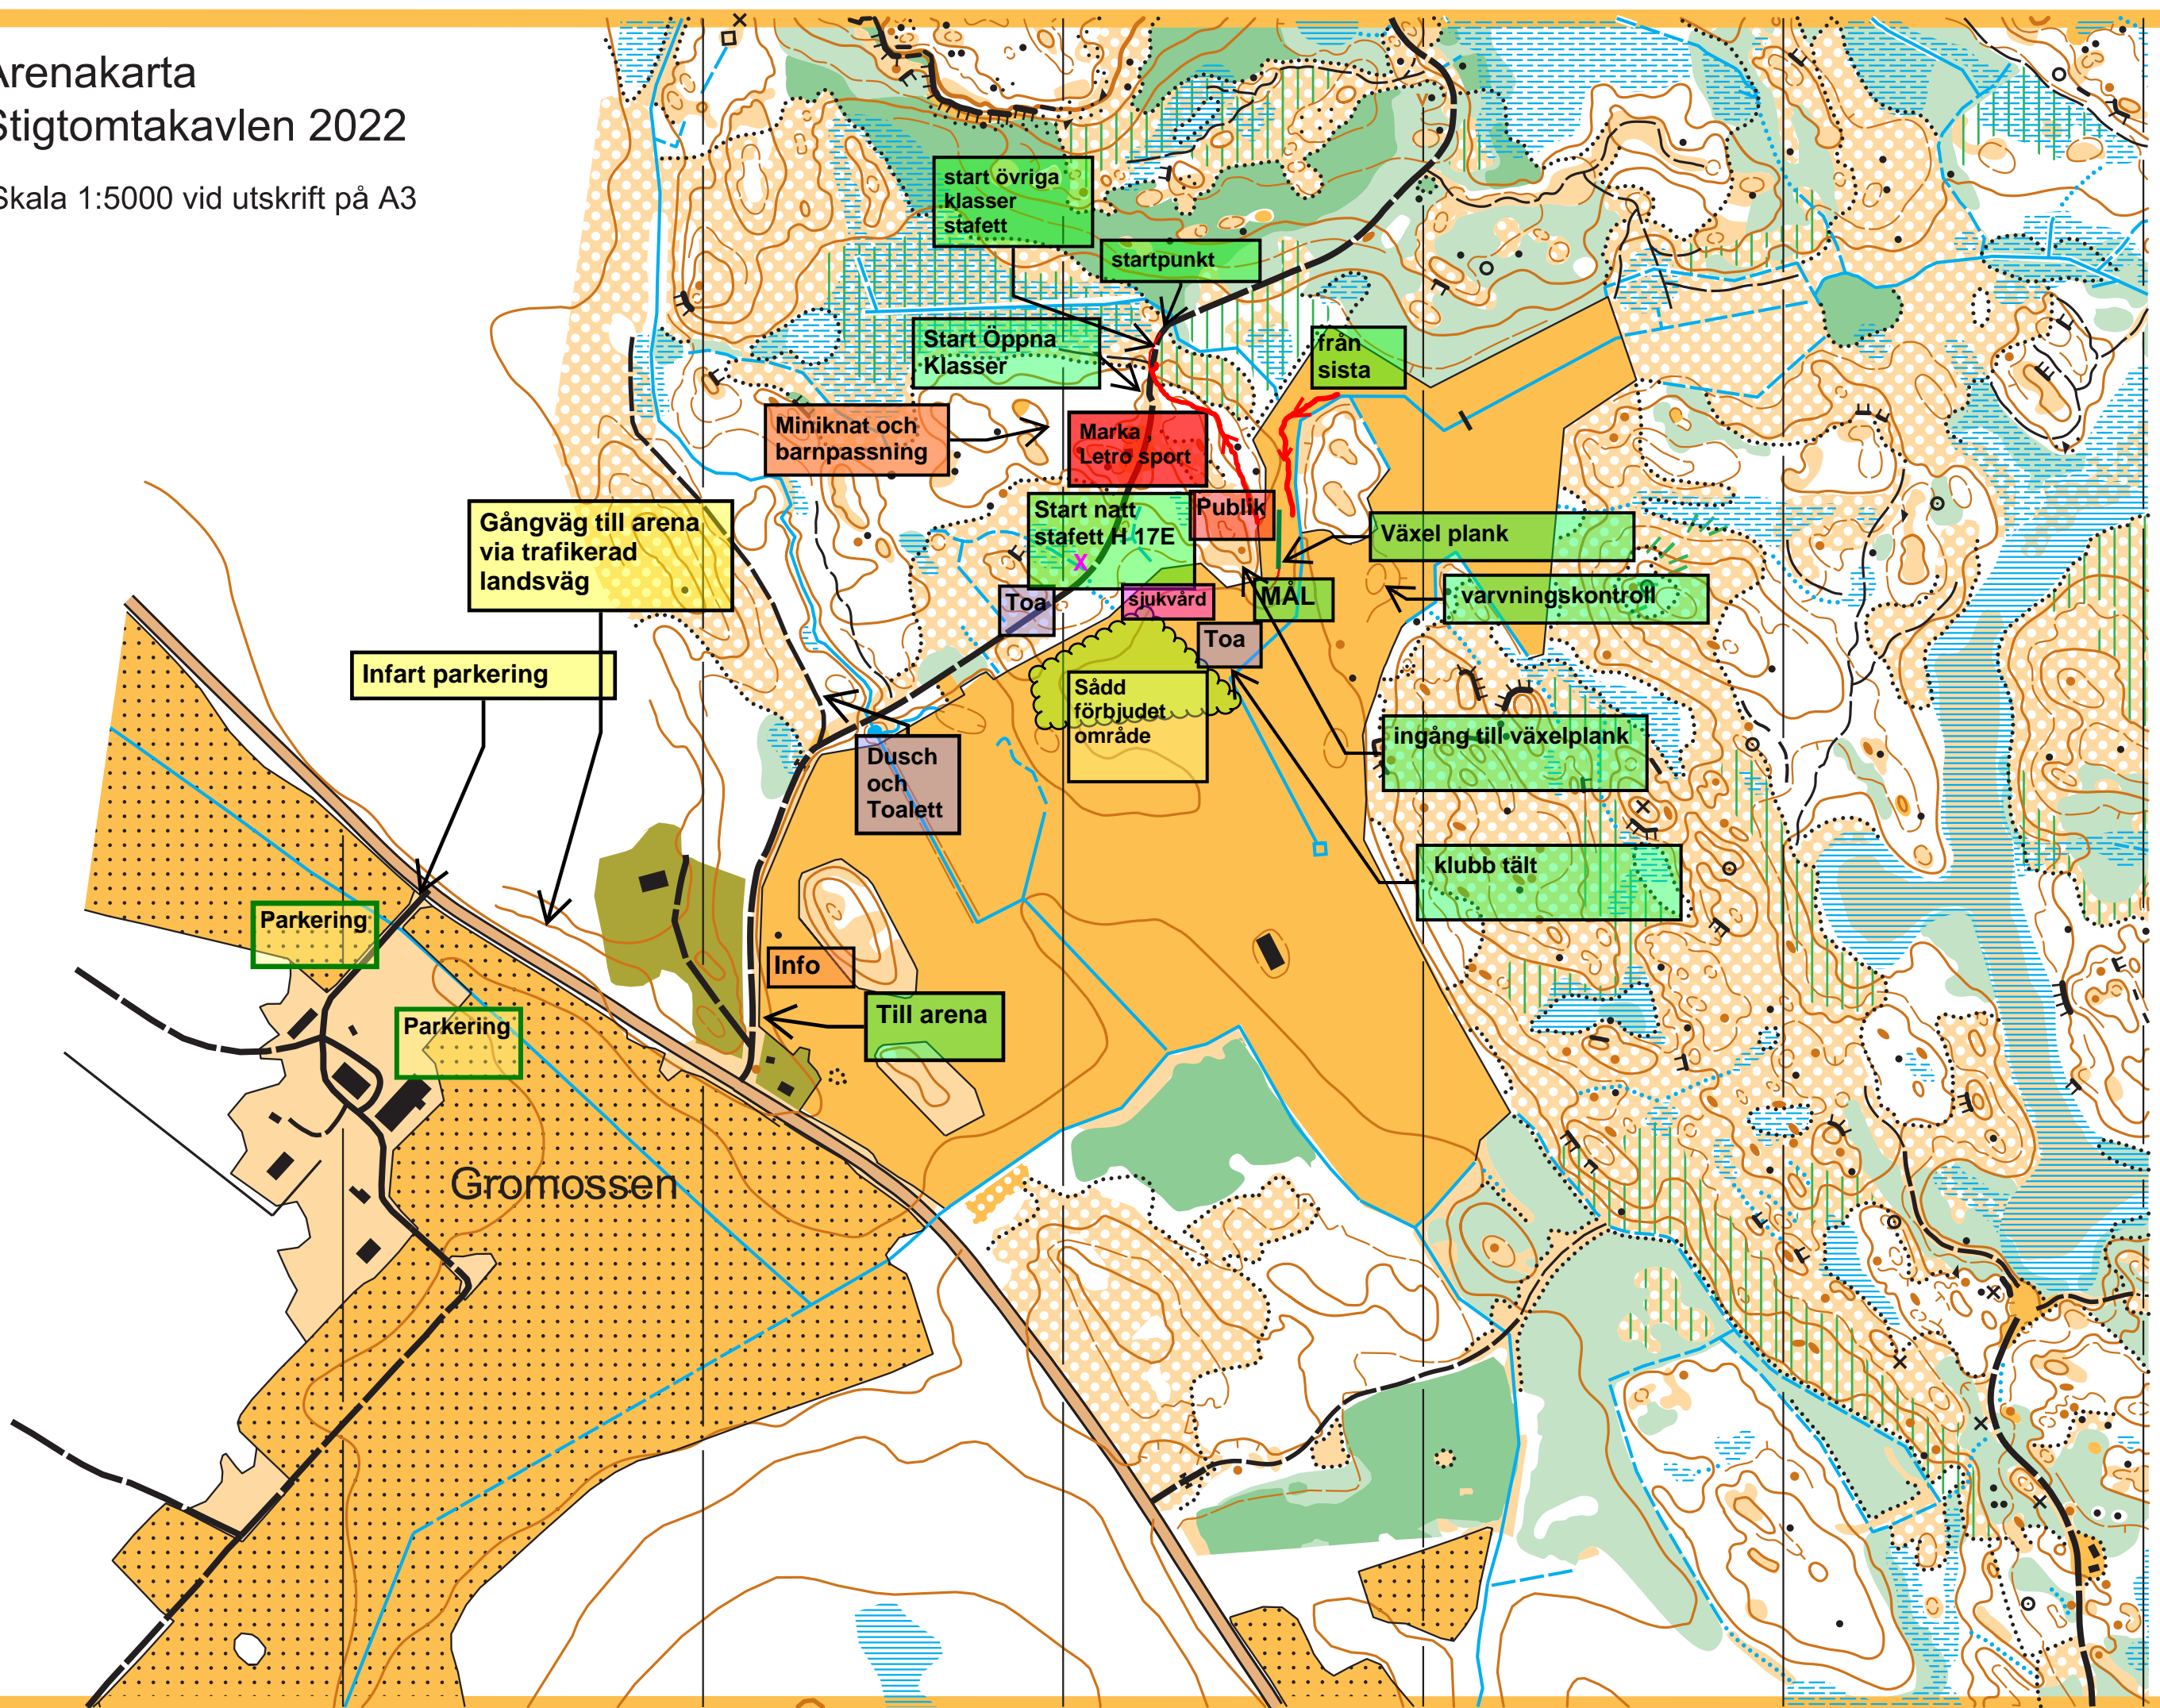 Arenakarta
Stigtomtakavlen 2022
Skala 1:5000 vid utskrift på A3
start övriga
klasser
stafett
startpunkt
Start Öppna
Klasser
från
sista
Miniknat och
barnpassning
Marka ,
Letro sport
Gångväg till arena
via trafikerad
landsväg
Start natt
stafett H 17E
X
Publik
Växel plank
Toa
sjukvård
MÅL
varvningskontroll
Toa
Infart parkering
Sådd
förbjudet
område
Dusch
och
Toalett
ingång till växelplank
klubb tält
Parkering
Info
Till arena
Parkering
Gromossen